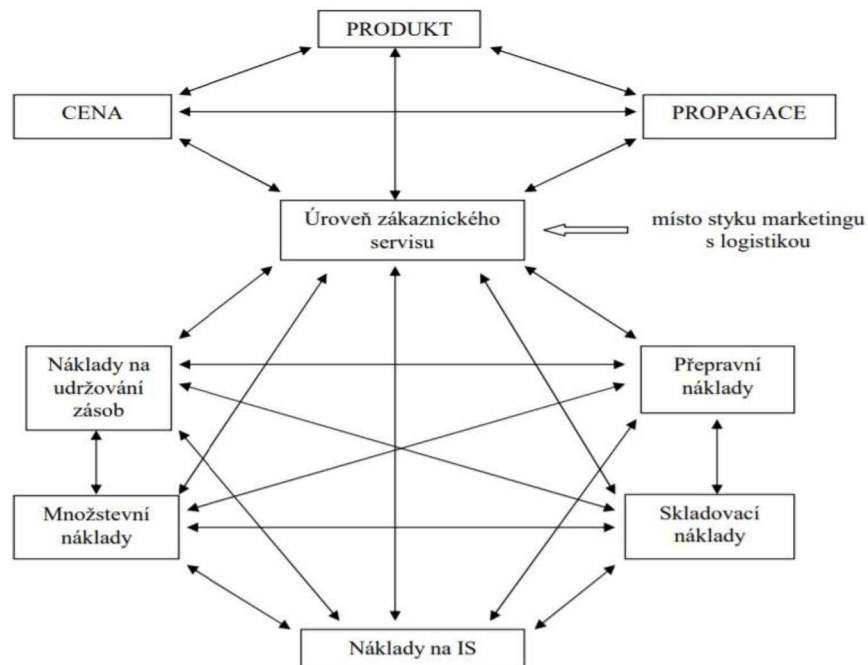 PRODUKT
CENA
PROPAGACE
Úroveň zákaznického
servisu
místo styku marketingu
s logistikou
Náklady na
udržování
zásob
Přepravní
náklady
Množstevní
náklady
Skladovací
náklady
Náklady na IS